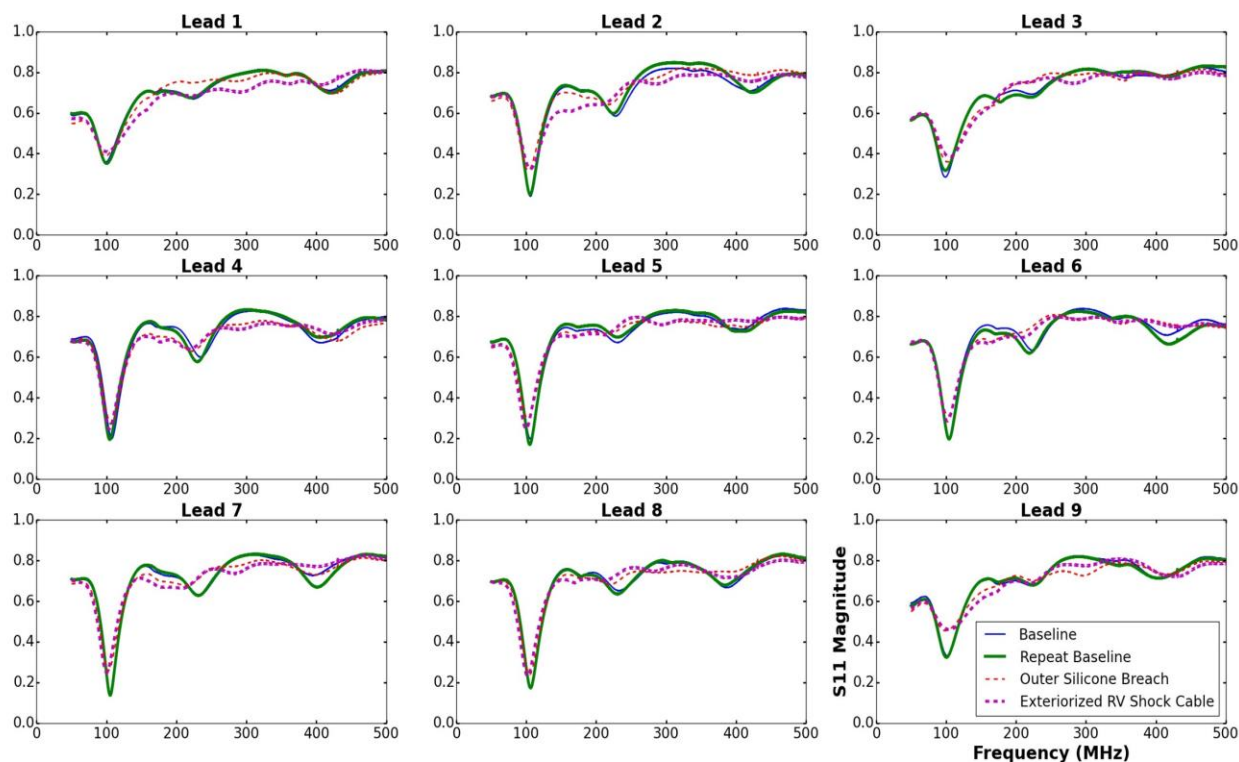 Lead 1
Lead 2
Lead 3
1.0
0.8
0.6
0.4
0.2
0.0
0 100 200 300 400 500
1.0
0.8
0.6
0.4
0.2
0.0
0 100 200 300 400 500
1.0
0.8
0.6
0.4
0.2
0.0
0 100 200 300 400 500
Lead 4
Lead 5
Lead 6
1.0
0.8
0.6
0.4
0.2
0.0
0 100 200 300 400 500
1.0
0.8
0.6
0.4
0.2
0.0
0 100 200 300 400 500
1.0
0.8
0.6
0.4
0.2
0.0
0 100 200 300 400 500
Lead 7
Lead 8
Lead 9
1.0
0.8
0.6
0.4
0.2
0.0
0 100 200 300 400 500
1.0
0.8
0.6
0.4
0.2
0.0
0 100 200 300 400 500
S11 Magnitude
1.0
0.8
0.6
0.4
0.2
0.0
Baseline
Repeat Baseline
Outer Silicone Breach
Exteriorized RV Shock Cable
0 100 200 300 400 500
Frequency (MHz)